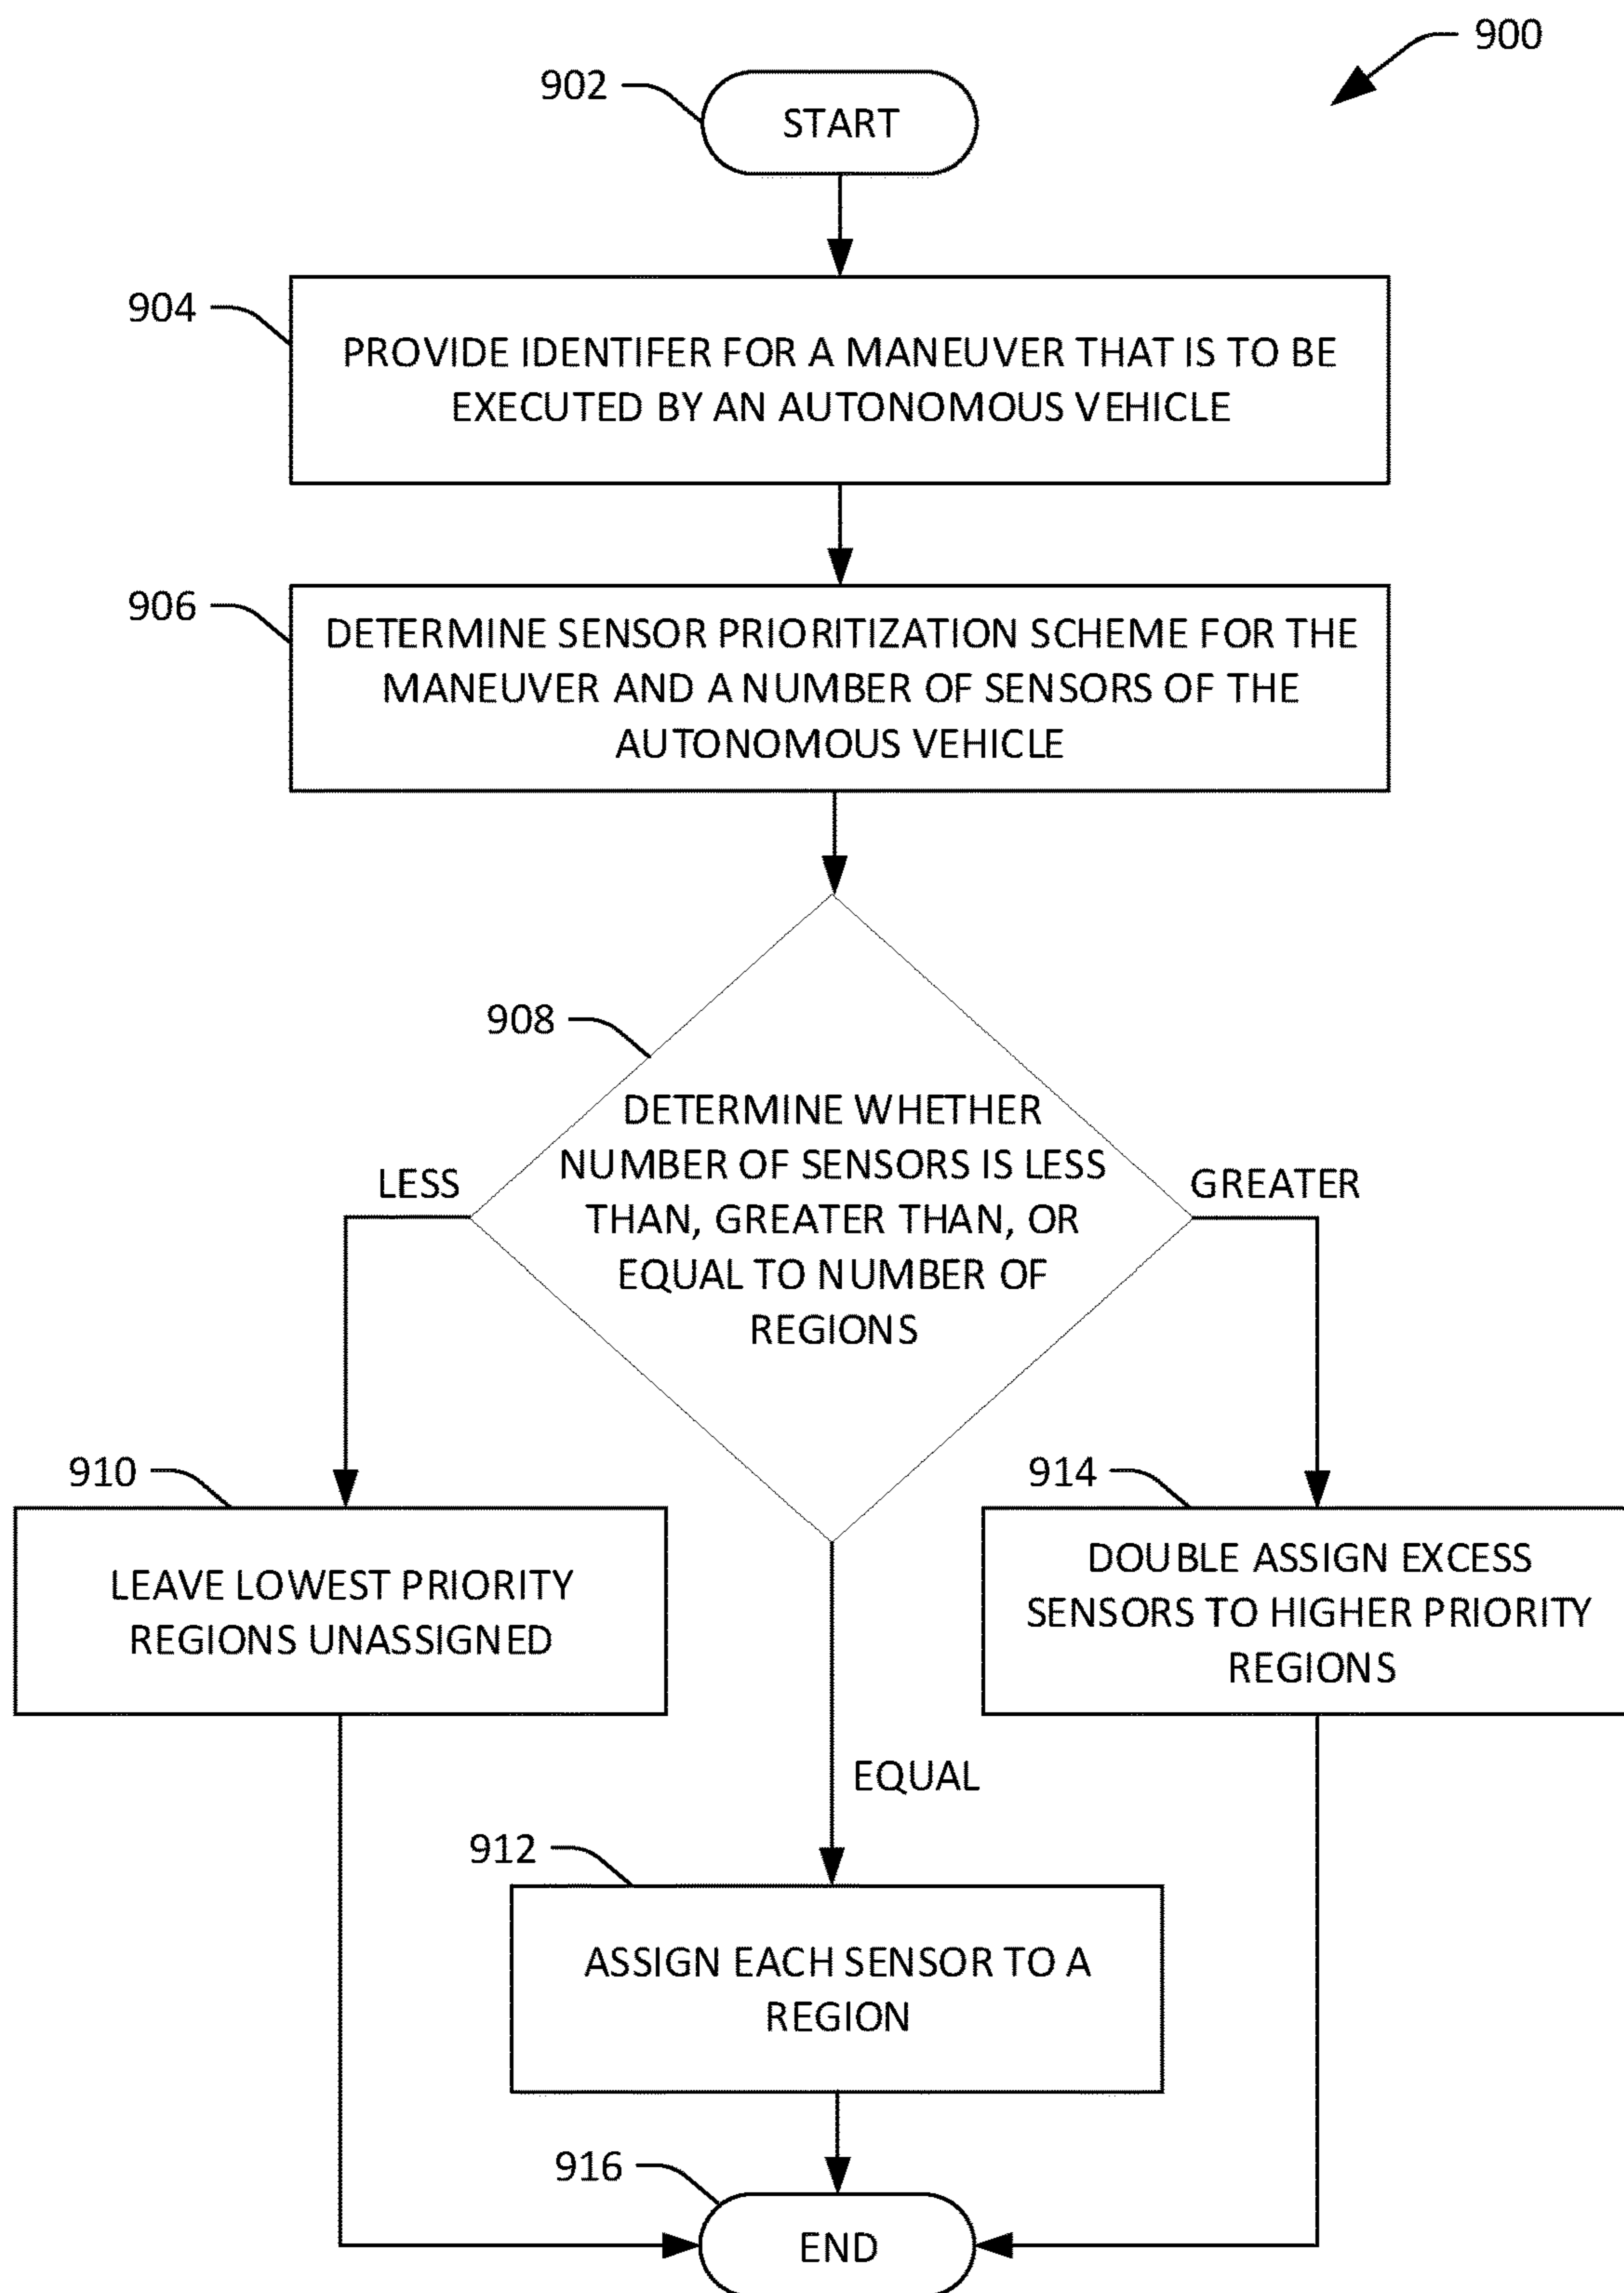 900
902
START
904
PROVIDE IDENTIFER FOR A MANEUVER THAT IS TO BE
EXECUTED BY AN AUTONOMOUS VEHICLE
906
DETERMINE SENSOR PRIORITIZATION SCHEME FOR THE
MANEUVER AND A NUMBER OF SENSORS OF THE
AUTONOMOUS VEHICLE
908
DETERMINE WHETHER
NUMBER OF SENSORS IS LESS
THAN, GREATER THAN, OR
EQUAL TO NUMBER OF
REGIONS
LESS
GREATER
910
LEAVE LOWEST PRIORITY
REGIONS UNASSIGNED
914
DOUBLE ASSIGN EXCESS
SENSORS TO HIGHER PRIORITY
REGIONS
EQUAL
912
ASSIGN EACH SENSOR TO A
REGION
916
END